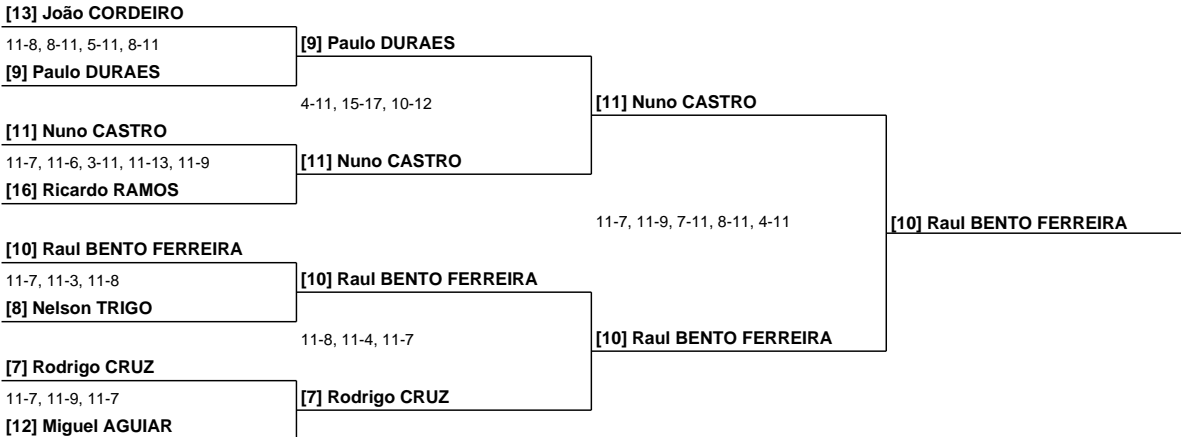 [13] João CORDEIRO
11-8, 8-11, 5-11, 8-11
[9] Paulo DURAES
[9] Paulo DURAES
4-11, 15-17, 10-12
[11] Nuno CASTRO
[11] Nuno CASTRO
11-7, 11-6, 3-11, 11-13, 11-9
[11] Nuno CASTRO
[16] Ricardo RAMOS
11-7, 11-9, 7-11, 8-11, 4-11
[10] Raul BENTO FERREIRA
[10] Raul BENTO FERREIRA
11-7, 11-3, 11-8
[10] Raul BENTO FERREIRA
[8] Nelson TRIGO
11-8, 11-4, 11-7
[10] Raul BENTO FERREIRA
[7] Rodrigo CRUZ
11-7, 11-9, 11-7
[7] Rodrigo CRUZ
[12] Miguel AGUIAR